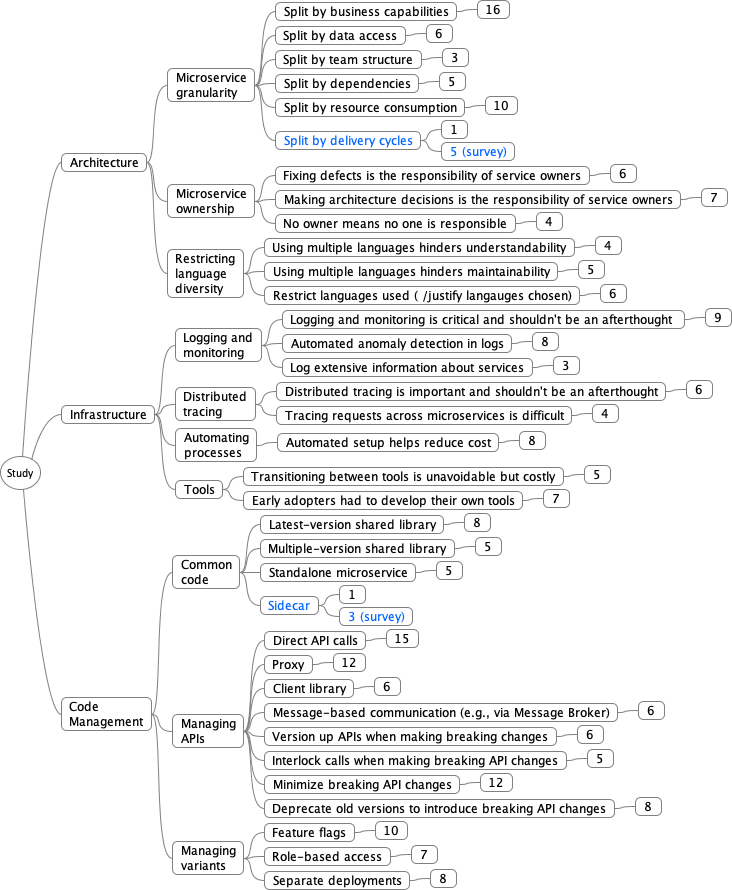 Study
Architecture
Microservice
granularity
Split by business capabilities
16
Split by data access
6
Split by team structure
3
Split by dependencies
5
Split by resource consumption
10
Split by delivery cycles
1
5 (survey)
Microservice
ownership
Fixing defects is the responsibility of service owners
6
Making architecture decisions is the responsibility of service owners
7
No owner means no one is responsible
4
Restricting
language
diversity
Using multiple languages hinders understandability
4
Using multiple languages hinders maintainability
5
Restrict languages used ( /justify langauges chosen)
6
Infrastructure
Logging and
monitoring
Logging and monitoring is critical and shouldn't be an afterthought
9
Automated anomaly detection in logs
8
Log extensive information about services
3
Distributed
tracing
Distributed tracing is important and shouldn't be an afterthought
6
Tracing requests across microservices is difficult
4
Automating
processes
Automated setup helps reduce cost
8
Tools
Transitioning between tools is unavoidable but costly
5
Early adopters had to develop their own tools
7
Code
Management
Common
code
Latest-version shared library
8
Multiple-version shared library
5
Standalone microservice
5
Sidecar
1
3 (survey)
Managing
APIs
Direct API calls
15
Proxy
12
Client library
6
Message-based communication (e.g., via Message Broker)
6
Version up APIs when making breaking changes
6
Interlock calls when making breaking API changes
5
Minimize breaking API changes
12
Deprecate old versions to introduce breaking API changes
8
Managing
variants
Feature flags
10
Role-based access
7
Separate deployments
8